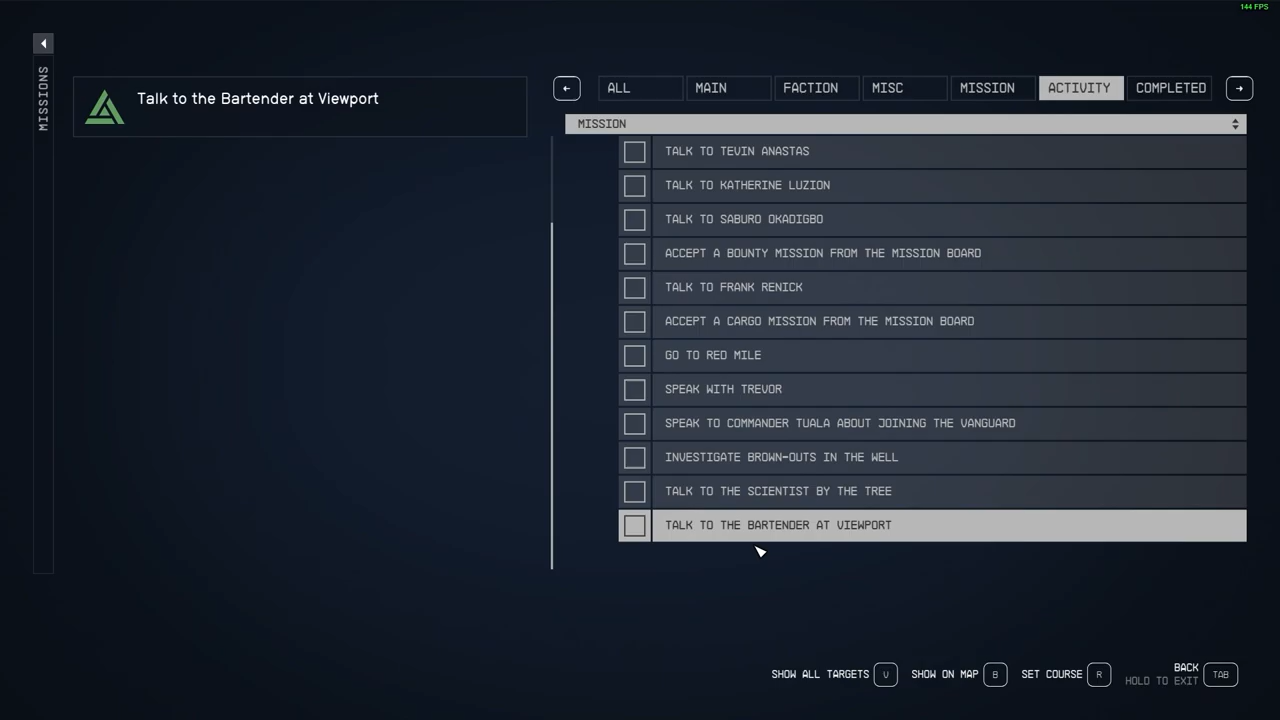 144 FPS
MISSIONS
Talk to the Bartender at Viewport
ALL
MAIN
FACTION
MISC
MISSION
ACTIVITY
COMPLETED
MISSION
TALK TO TEVIN ANASTAS
TALK TO KATHERINE LUZION
TALK TO SABURO OKADIGBO
ACCEPT A BOUNTY MISSION FROM THE MISSION BOARD
TALK TO FRANK RENICK
ACCEPT A CARGO MISSION FROM THE MISSION BOARD
GO TO RED MILE
SPEAK WITH TREVOR
SPEAK TO COMMANDER TUALA ABOUT JOINING THE VANGUARD
INVESTIGATE BROWN-OUTS IN THE WELL
TALK TO THE SCIENTIST BY THE TREE
TALK TO THE BARTENDER AT VIEWPORT
SHOW ALL TARGETS V
SHOW ON MAP B
SET COURSE R
BACK
HOLD TO EXIT TAB